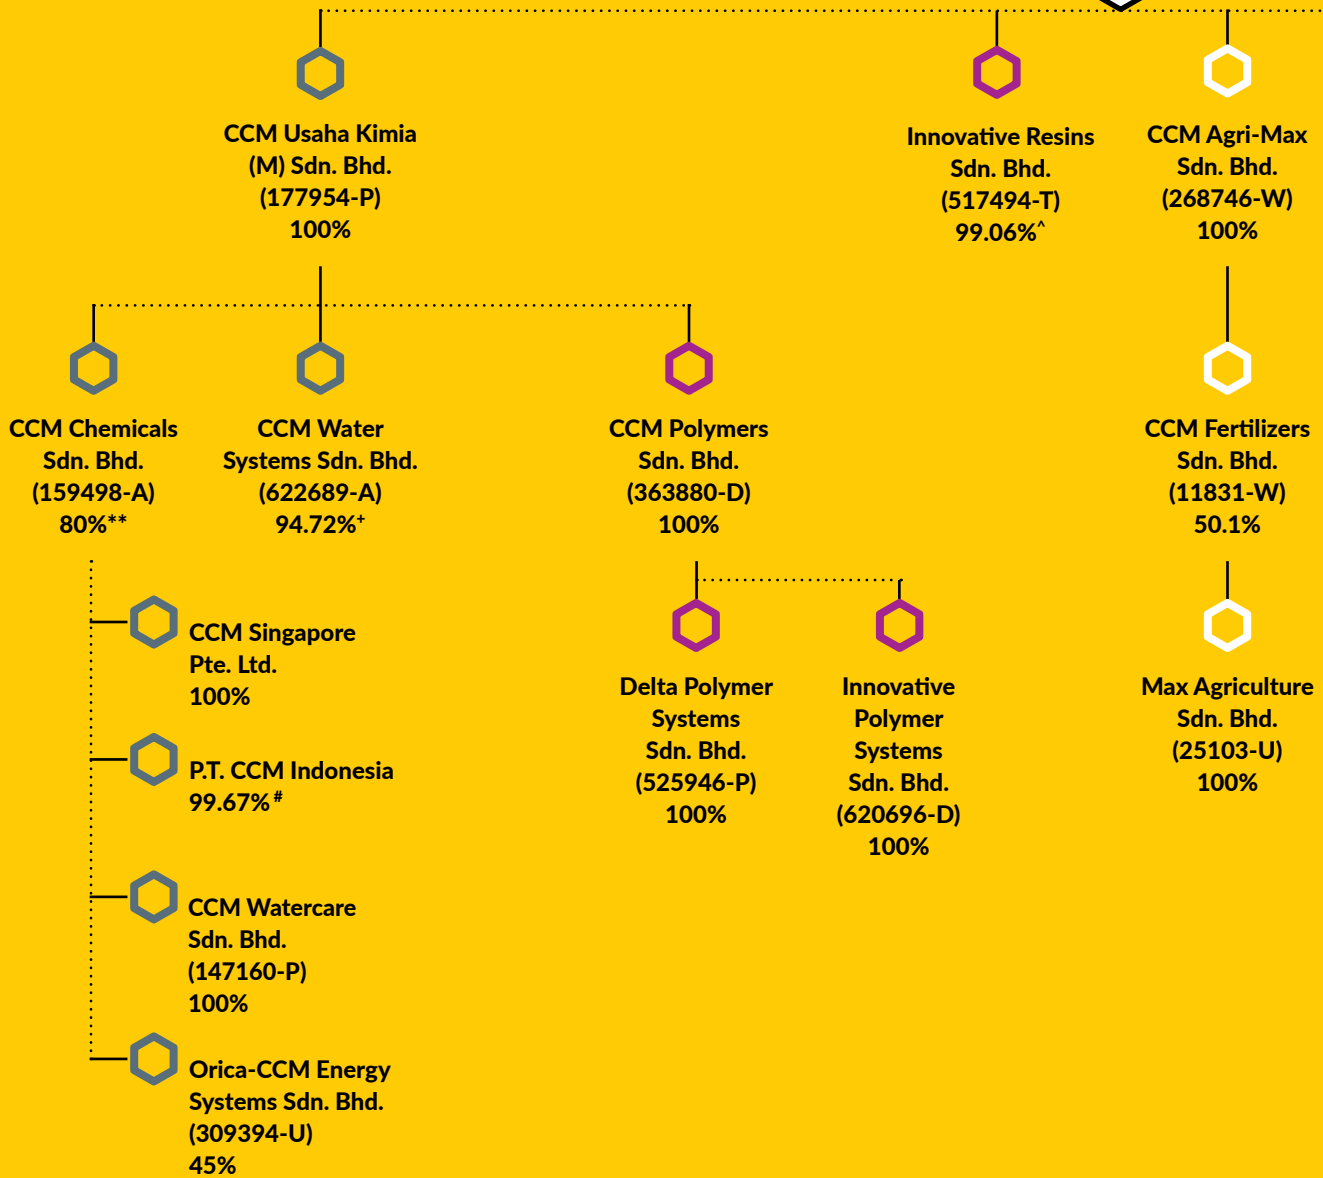 CCM Usaha Kimia
(M) Sdn. Bhd.
(177954-P)
100%
Innovative Resins
Sdn. Bhd.
(517494-T)
99.06%^
CCM Agri-Max
Sdn. Bhd.
(268746-W)
100%
CCM Chemicals
Sdn. Bhd.
(159498-A)
80%**
CCM Water
Systems Sdn. Bhd.
(622689-A)
94.72%+
CCM Polymers
Sdn. Bhd.
(363880-D)
100%
CCM Fertilizers
Sdn. Bhd.
(11831-W)
50.1%
CCM Singapore
Pte. Ltd.
100%
P.T. CCM Indonesia
99.67%#
CCM Watercare
Sdn. Bhd.
(147160-P)
100%
Orica-CCM Energy
Systems Sdn. Bhd.
(309394-U)
45%
Delta Polymer
Systems
Sdn. Bhd.
(525946-P)
100%
Innovative
Polymer
Systems
Sdn. Bhd.
(620696-D)
100%
Max Agriculture
Sdn. Bhd.
(25103-U)
100%